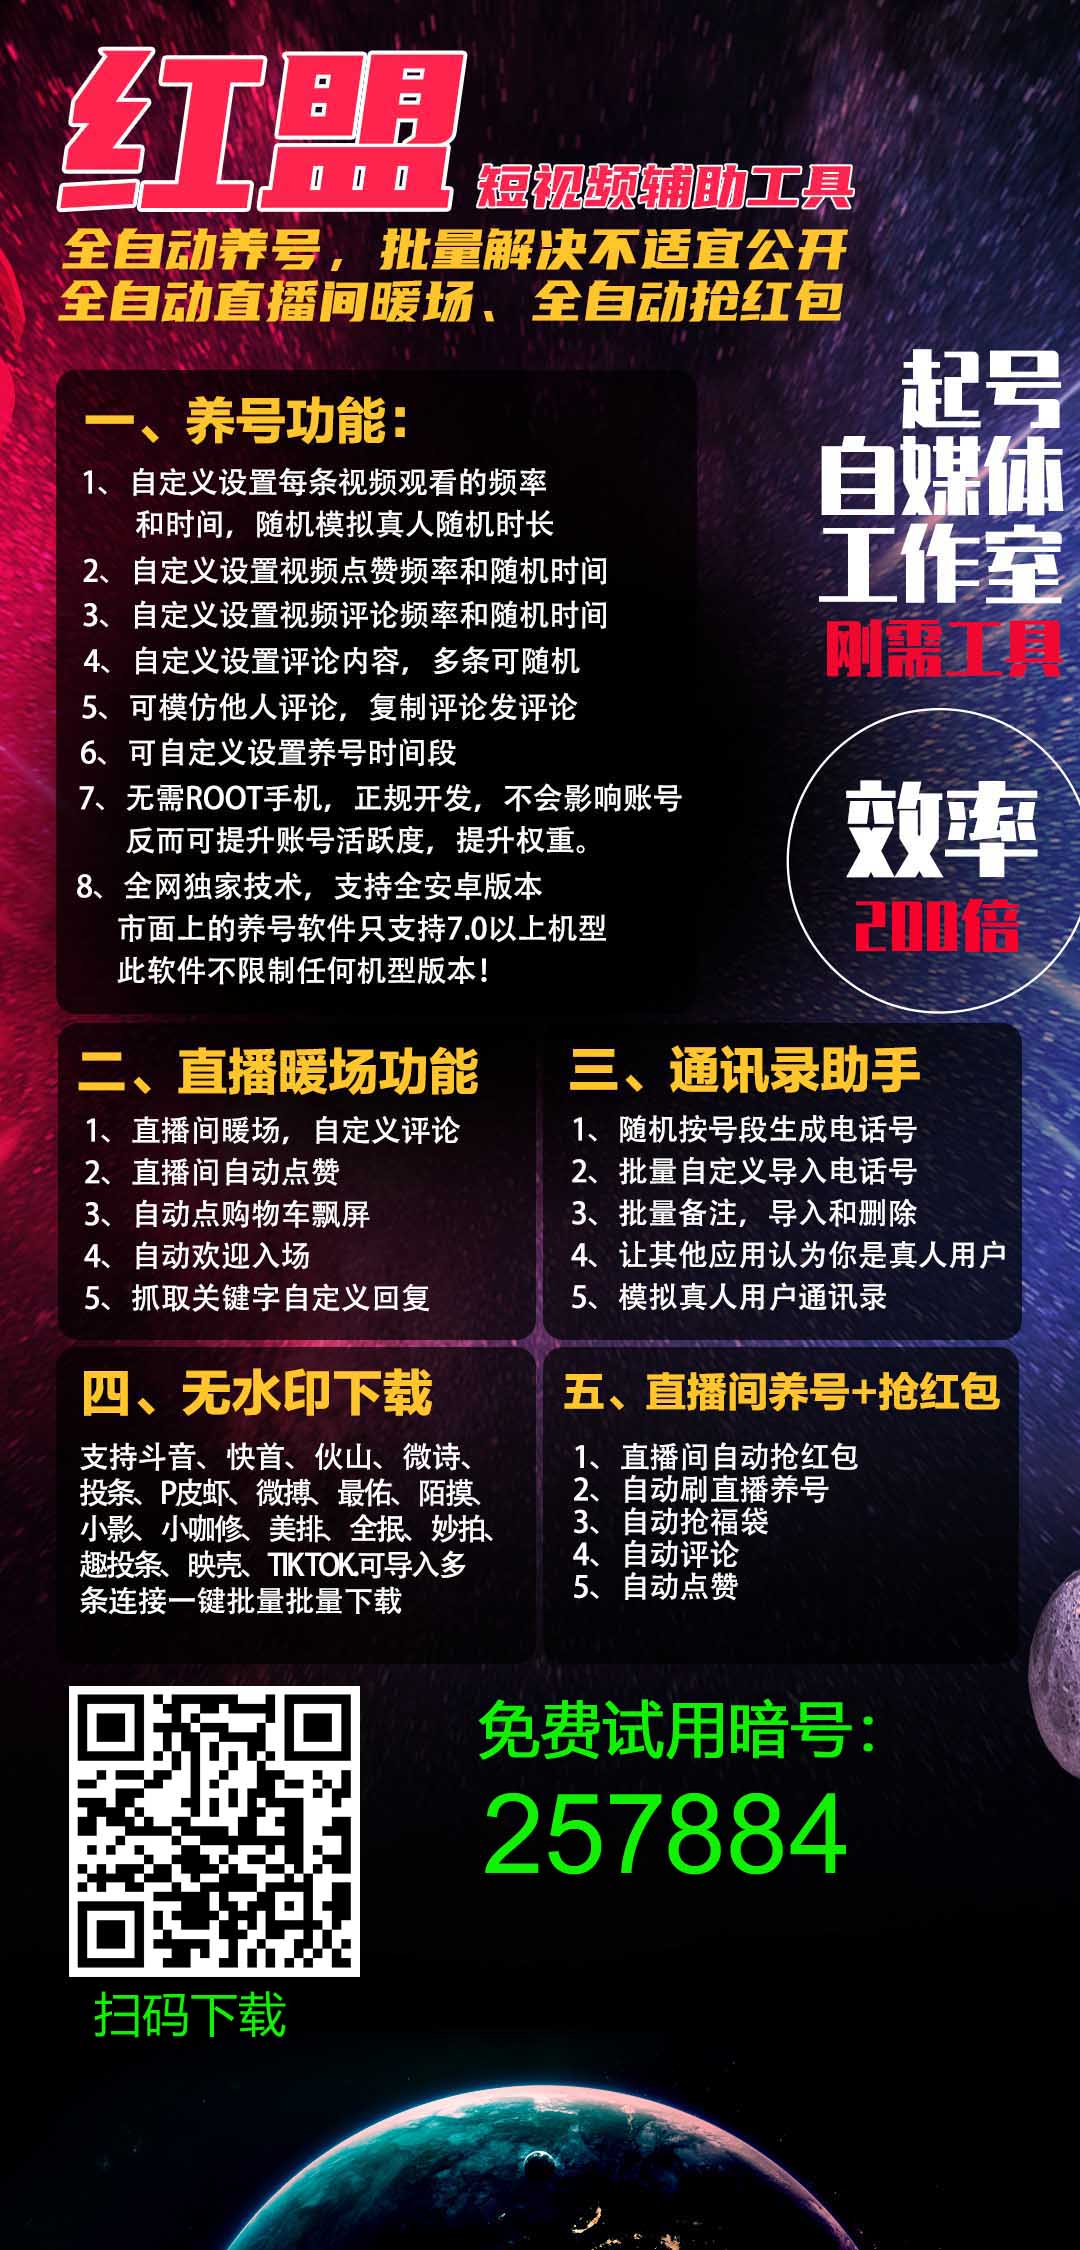 红盟
短视频辅助工具
全自动养号，批量解决不适宜公开
全自动直播间暖场、全自动抢红包
起号
自媒体
工作室
刚需工具
效率
200倍
一、养号功能：
1、自定义设置每条视频观看的频率
和时间，随机模拟真人随机时长
2、自定义设置视频点赞频率和随机时间
3、自定义设置视频评论频率和随机时间
4、自定义设置评论内容，多条可随机
5、可模仿他人评论，复制评论发评论
6、可自定义设置养号时间段
7、无需ROOT手机，正规开发，不会影响账号
反而可提升账号活跃度，提升权重。
8、全网独家技术，支持全安卓版本
市面上的养号软件只支持7.0以上机型
此软件不限制任何机型版本！
二、直播暖场功能
1、直播间暖场，自定义评论
2、直播间自动点赞
3、自动点购物车飘屏
4、自动欢迎入场
5、抓取关键字自定义回复
三、通讯录助手
1、随机按号段生成电话号
2、批量自定义导入电话号
3、批量备注，导入和删除
4、让其他应用认为你是真人用户
5、模拟真人用户通讯录
四、无水印下载
支持斗音、快首、伙山、微诗、
投条、P皮虾、微搏、最佑、陌摸、
小影、小咖修、美排、全抿、妙拍、
趣投条、映壳、TIKTOK.可导入多
条连接一键批量批量下载
五、直播间养号+抢红包
1、直播间自动抢红包
2、自动刷直播养号
3、自动抢福袋
4、自动评论
5、自动点赞
免费试用暗号：
257884
扫码下载